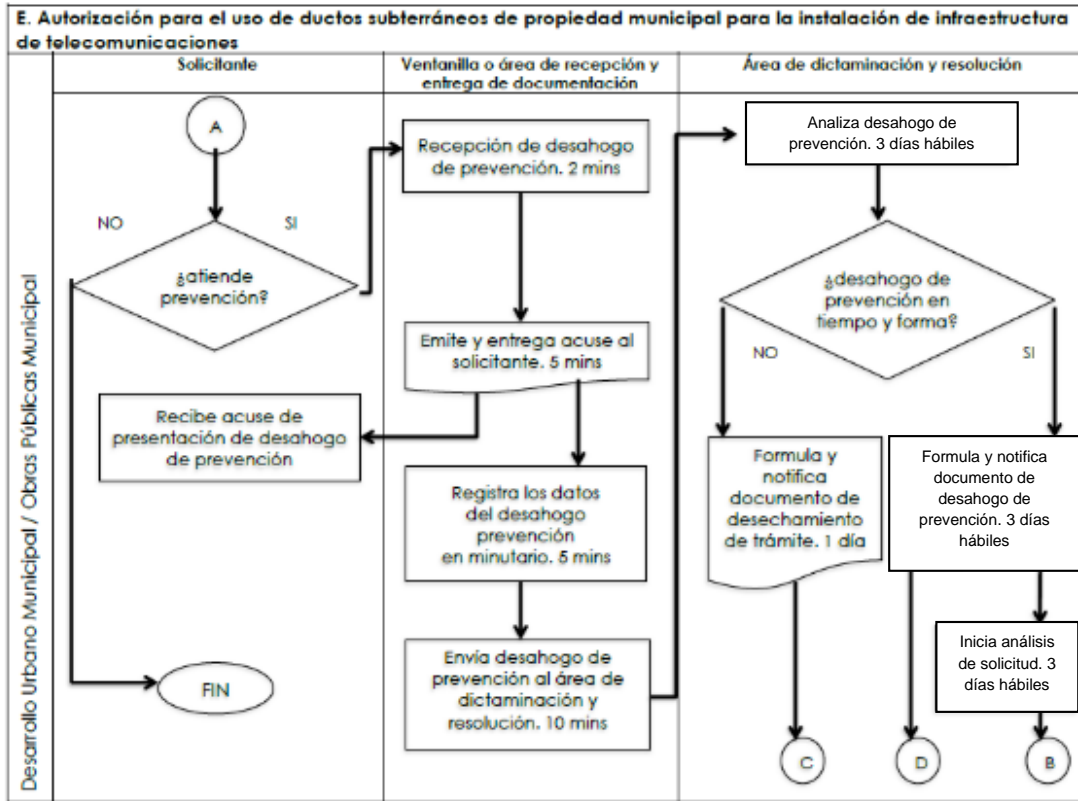 E. Autorización para el uso de ductos subterráneos de propiedad municipal para la instalación de infraestructura
de telecomunicaciones
Desarrollo Urbano Municipal / Obras Públicas Municipal
Solicitante
A
NO
SI
¿atiende
prevención?
Recibe acuse de
presentación de desahogo
de prevención
FIN
Ventanilla o área de recepción y
entrega de documentación
Recepción de desahogo
de prevención. 2 mins
Emite y entrega acuse al
solicitante. 5 mins
Registra los datos
del desahogo
prevención
en minutario. 5 mins
Envía desahogo de
prevención al área de
dictaminación y
resolución. 10 mins
Área de dictaminación y resolución
Analiza desahogo de
prevención. 3 días hábiles
¿desahogo de
prevención en
tiempo y forma?
NO
SI
Formula y
notifica
documento de
desechamiento
de trámite. 1 día
Formula y notifica
documento de
desahogo de
prevención. 3 días
hábiles
Inicia análisis
de solicitud. 3
días hábiles
C
D
B